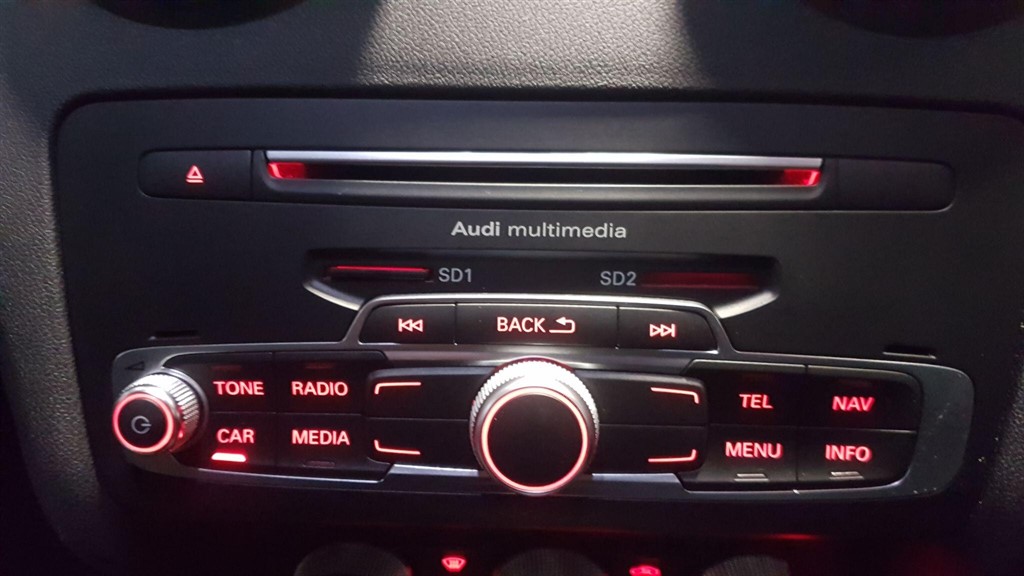 Audi multimedia
SD1 SD2
BACK
TONE RADIO TEL NAV
CAR MEDIA MENU INFO